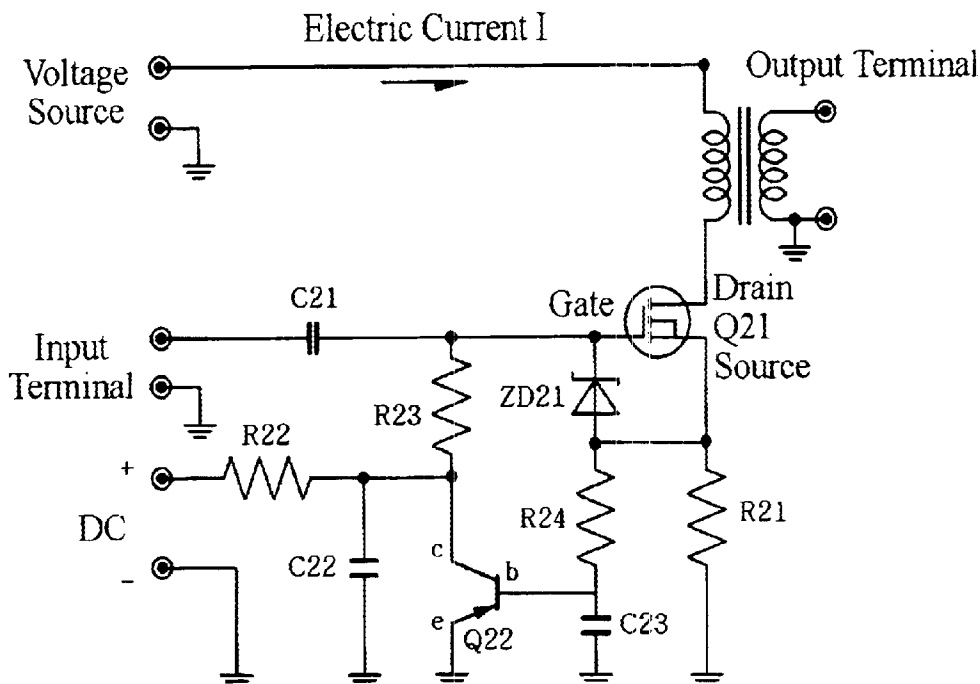 Electric Current I
Voltage
Source
Output Terminal
C21
Gate
Drain
Q21
Source
Input
Terminal
R23
ZD21
R22
+
DC
−
C22
c
b
e
Q22
R24
R21
C23